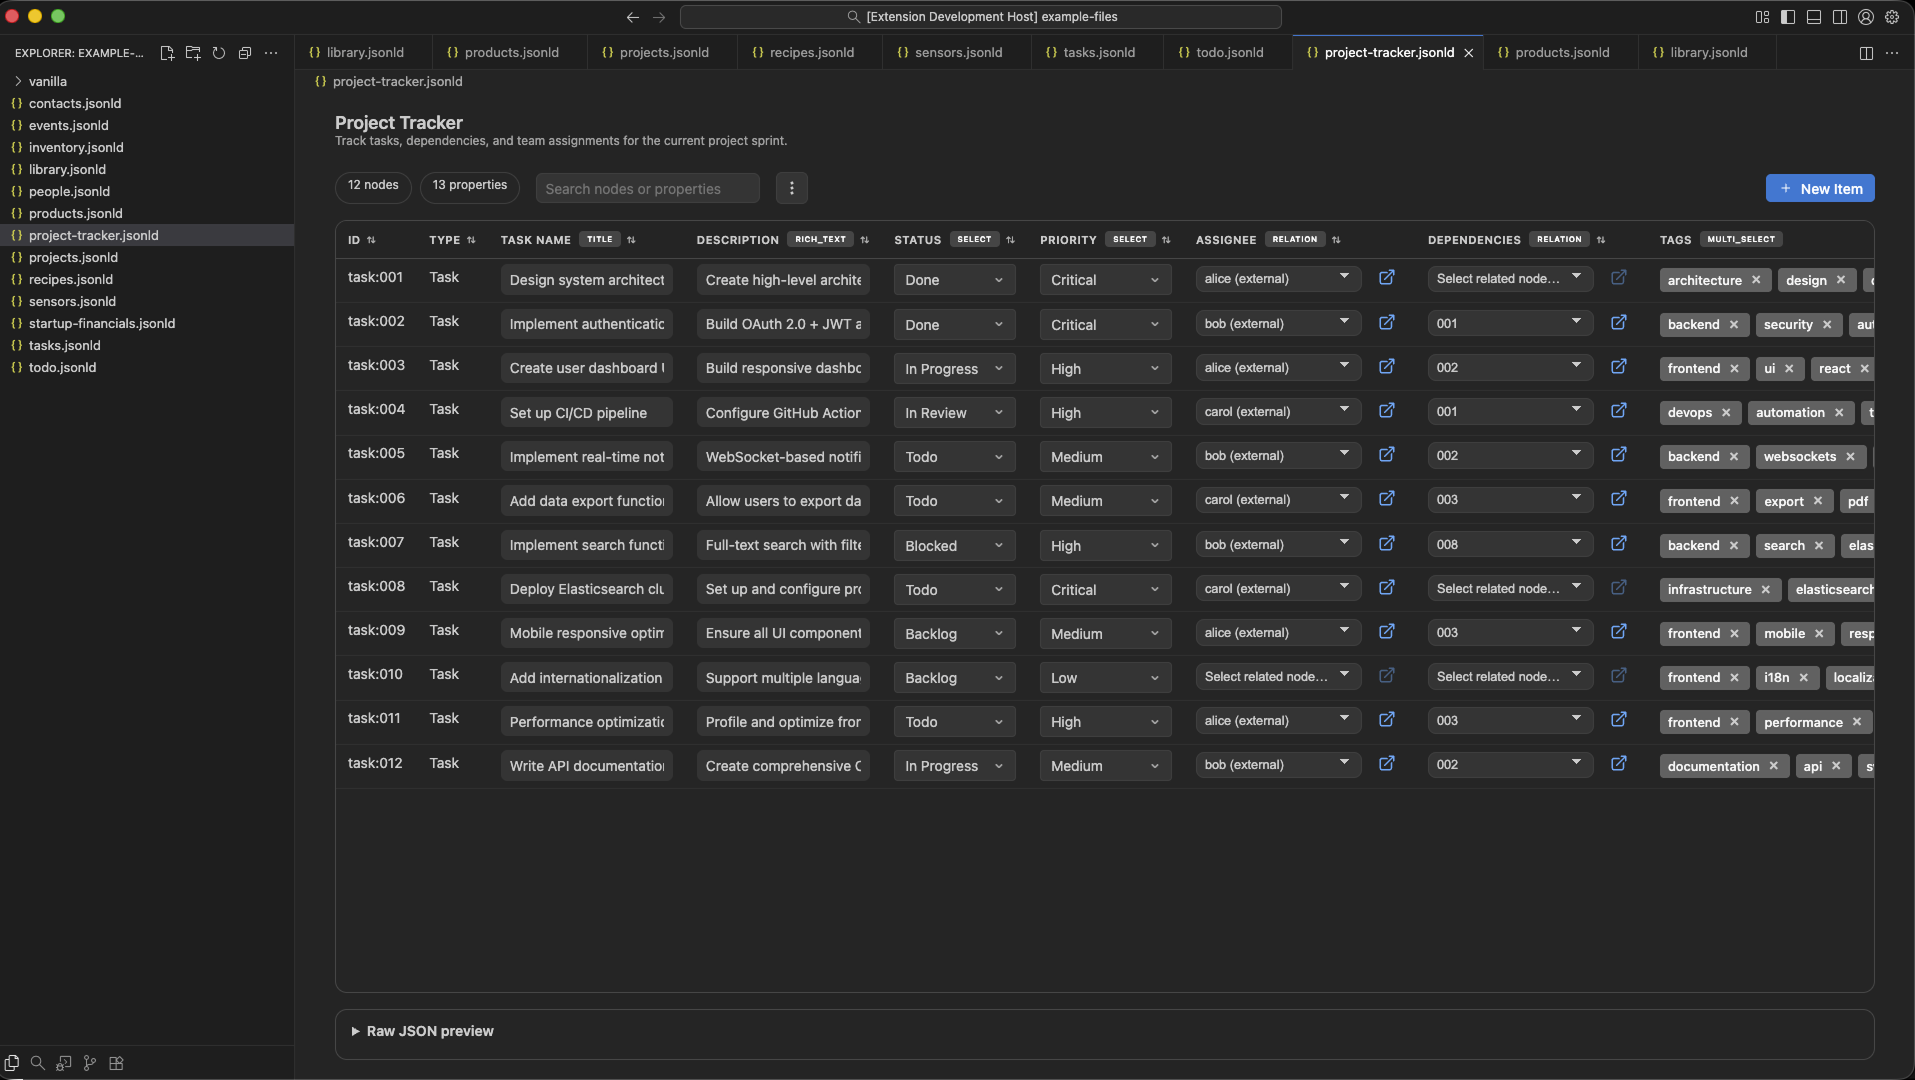 [Extension Development Host] example-files
EXPLORER: EXAMPLE-...
vanilla
contacts.jsonld
events.jsonld
inventory.jsonld
library.jsonld
people.jsonld
products.jsonld
project-tracker.jsonld
projects.jsonld
recipes.jsonld
sensors.jsonld
startup-financials.jsonld
tasks.jsonld
todo.jsonld
library.jsonld products.jsonld projects.jsonld recipes.jsonld sensors.jsonld tasks.jsonld todo.jsonld project-tracker.jsonld products.jsonld library.jsonld
project-tracker.jsonld
Project Tracker
Track tasks, dependencies, and team assignments for the current project sprint.
12 nodes 13 properties Search nodes or properties + New Item
ID TYPE TASK NAME TITLE DESCRIPTION RICH_TEXT STATUS SELECT PRIORITY SELECT ASSIGNEE RELATION DEPENDENCIES RELATION TAGS MULTI_SELECT
task:001 Task Design system architect Create high-level archite Done Critical alice (external) Select related node... architecture design
task:002 Task Implement authenticatio Build OAuth 2.0 + JWT a Done Critical bob (external) 001 backend security aut
task:003 Task Create user dashboard Build responsive dashbo In Progress High alice (external) 002 frontend ui react
task:004 Task Set up CI/CD pipeline Configure GitHub Action In Review High carol (external) 001 devops automation t
task:005 Task Implement real-time not WebSocket-based notifi Todo Medium bob (external) 002 backend websockets
task:006 Task Add data export function Allow users to export da Todo Medium carol (external) 003 frontend export pdf
task:007 Task Implement search functi Full-text search with filte Blocked High bob (external) 008 backend search elas
task:008 Task Deploy Elasticsearch clu Set up and configure pro Todo Critical carol (external) Select related node... infrastructure elasticsearch
task:009 Task Mobile responsive optim Ensure all UI component Backlog Medium alice (external) 003 frontend mobile resp
task:010 Task Add internationalization Support multiple langua Backlog Low Select related node... Select related node... frontend i18n localiz
task:011 Task Performance optimizatio Profile and optimize fron Todo High alice (external) 003 frontend performance
task:012 Task Write API documentation Create comprehensive In Progress Medium bob (external) 002 documentation api
Raw JSON preview